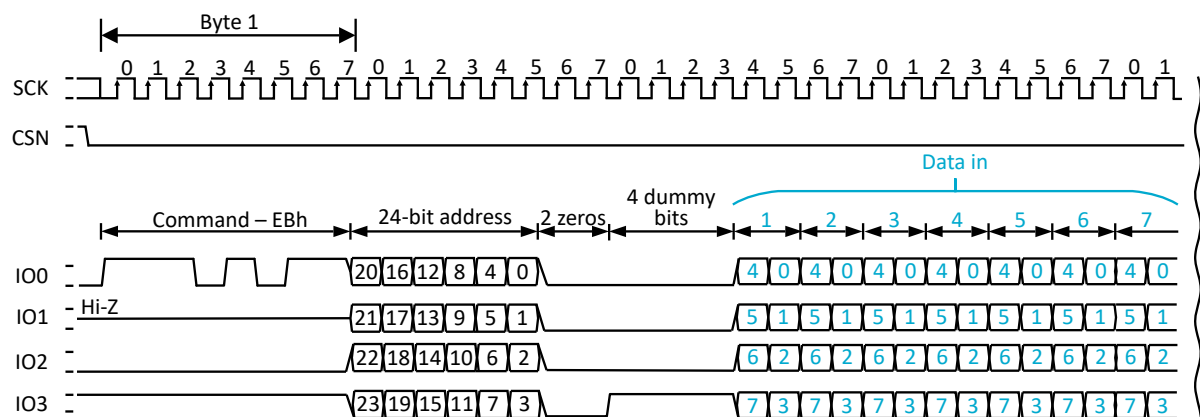 Byte 1
0 1 2 3 4 5 6 7 0 1 2 3 4 5 6 7 0 1 2 3 4 5 6 7 0 1 2 3 4 5 6 7 0 1
SCK
CSN
Data in
Command – EBh
24-bit address
2 zeros
4 dummy
bits
1 2 3 4 5 6 7
IO0 20 16 12 8 4 0 4 0 4 0 4 0 4 0 4 0 4 0 4 0
Hi-Z
IO1 21 17 13 9 5 1 5 1 5 1 5 1 5 1 5 1 5 1 5 1
IO2 22 18 14 10 6 2 6 2 6 2 6 2 6 2 6 2 6 2 6 2
IO3 23 19 15 11 7 3 7 3 7 3 7 3 7 3 7 3 7 3 7 3